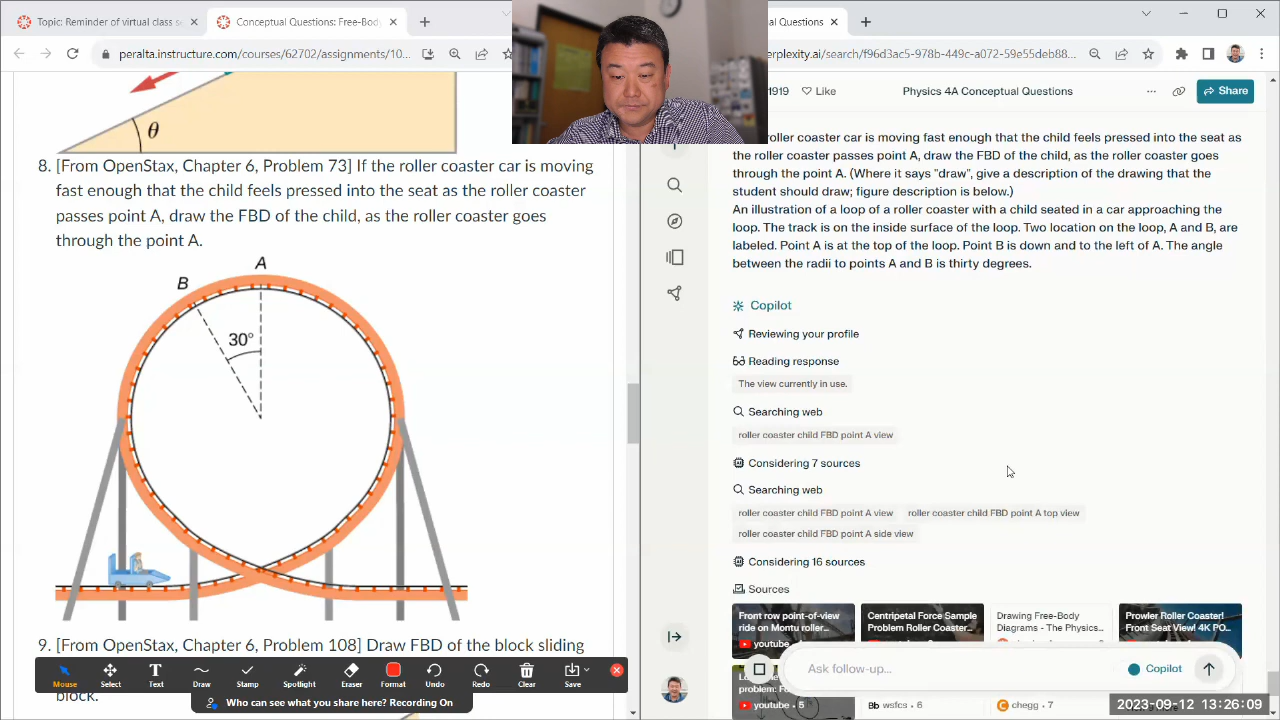 Topic: Reminder of virtual class s
Conceptual Questions: Free-Body
al Questions
peralta.instructure.com/courses/62702/assignments/10...
perplexity.ai/search/f96d3ac5-978b-449c-a072-59e55deb8...
1919
Like
Physics 4A Conceptual Questions
Share
θ
8. [From OpenStax, Chapter 6, Problem 73] If the roller coaster car is moving
fast enough that the child feels pressed into the seat as the roller coaster
passes point A, draw the FBD of the child, as the roller coaster goes
through the point A.
A
B
30°
[From OpenStax, Chapter 6, Problem 108] Draw FBD of the block sliding
block.
roller coaster car is moving fast enough that the child feels pressed into the seat as
the roller coaster passes point A, draw the FBD of the child, as the roller coaster goes
through the point A. (Where it says "draw", give a description of the drawing that the
student should draw; figure description is below.)
An illustration of a loop of a roller coaster with a child seated in a car approaching the
loop. The track is on the inside surface of the loop. Two location on the loop, A and B, are
labeled. Point A is at the top of the loop. Point B is down and to the left of A. The angle
between the radii to points A and B is thirty degrees.
Copilot
Reviewing your profile
Reading response
The view currently in use.
Searching web
roller coaster child FBD point A view
Considering 7 sources
Searching web
roller coaster child FBD point A view
roller coaster child FBD point A top view
roller coaster child FBD point A side view
Considering 16 sources
Sources
Front row point-of-view
ride on Montu roller...
youtube
Centripetal Force Sample
Problem Roller Coaster...
youtube
Drawing Free-Body
Diagrams - The Physics...
Prowler Roller Coaster!
Front Seat View! 4K PO...
youtube
problem: F
youtube • 5
Bb wsfcs • 6
chegg • 7
Ask follow-up...
Copilot
Mouse
Select
Text
Draw
Stamp
Spotlight
Eraser
Format
Undo
Redo
Clear
Save
Who can see what you share here? Recording On
2023-09-12 13:26:09